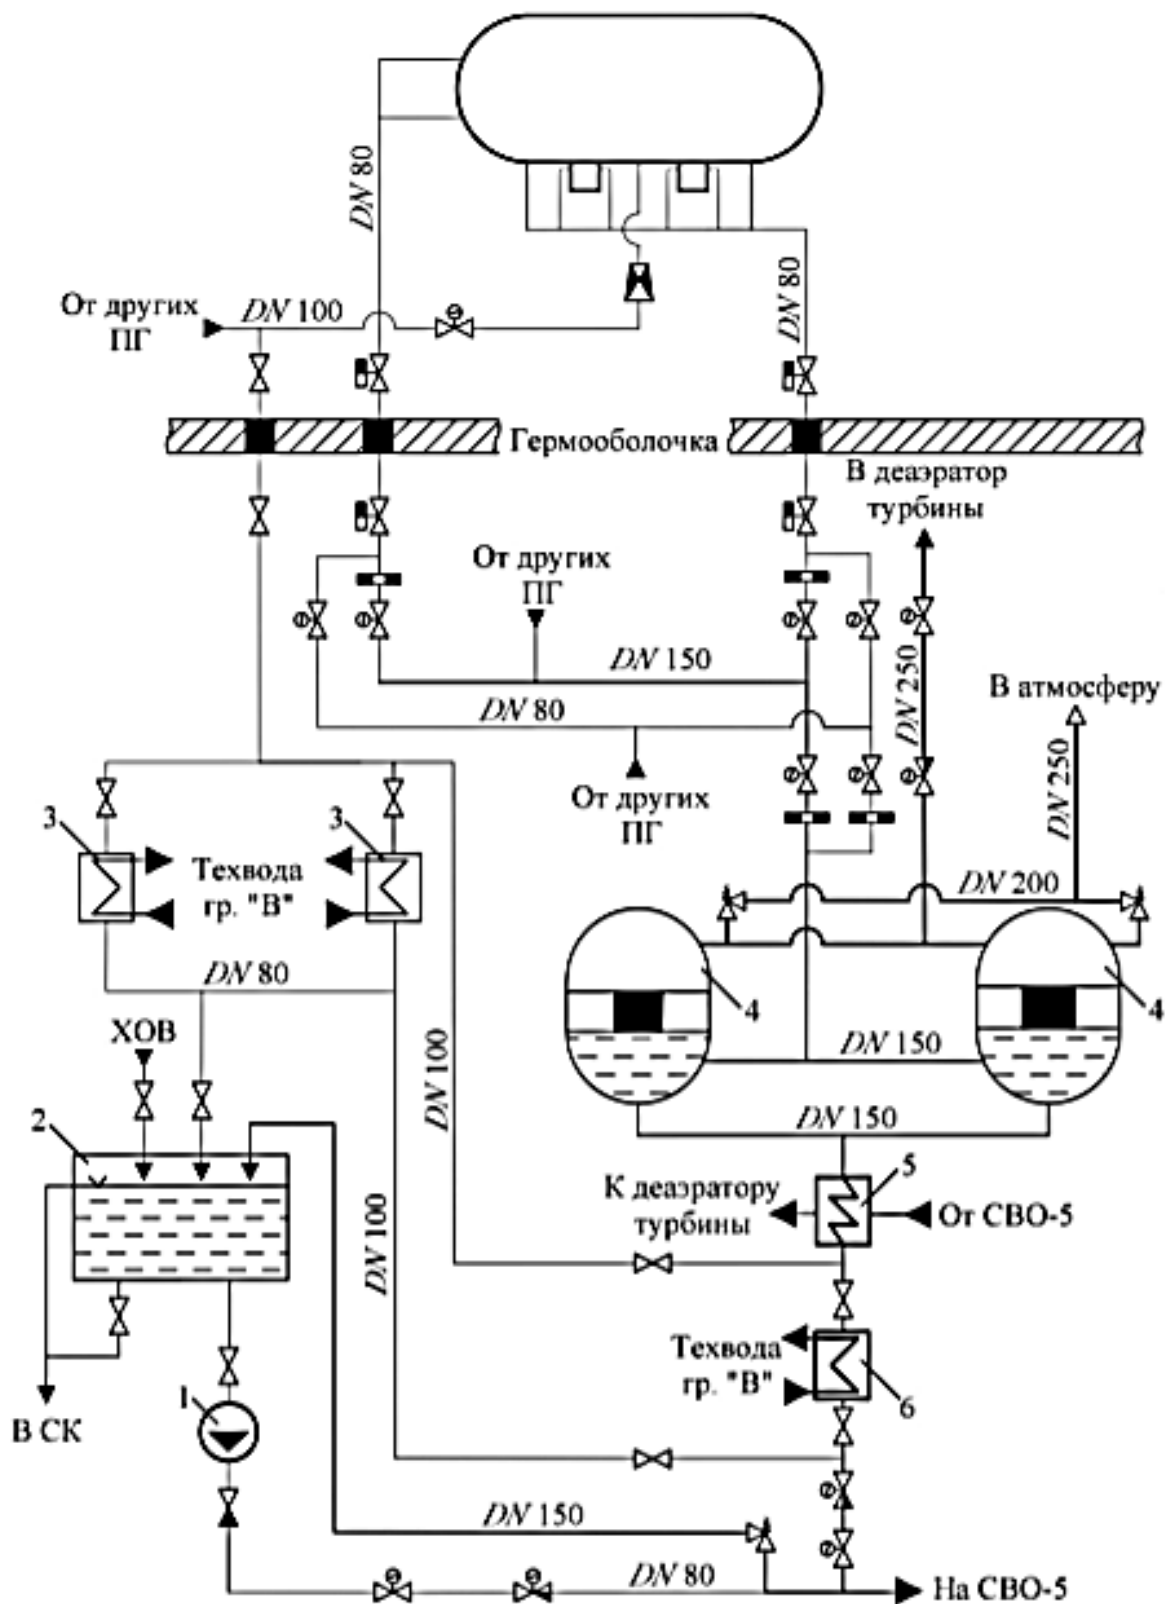 DN 80
От других
ПГ
DN 100
DN 80
Гермооболочка
В деаэратор
турбины
От других
ПГ
DN 150
DN 80
DN 250
В атмосферу
DN 250
От других
ПГ
3
3
Техвода
гр. "В"
DN 200
DN 80
4
4
ХОВ
DN 100
DN 150
2
DN 150
5
К деаэратору
турбины
От СВО-5
DN 100
Техвода
гр. "В"
6
1
В СК
DN 150
DN 80
На СВО-5